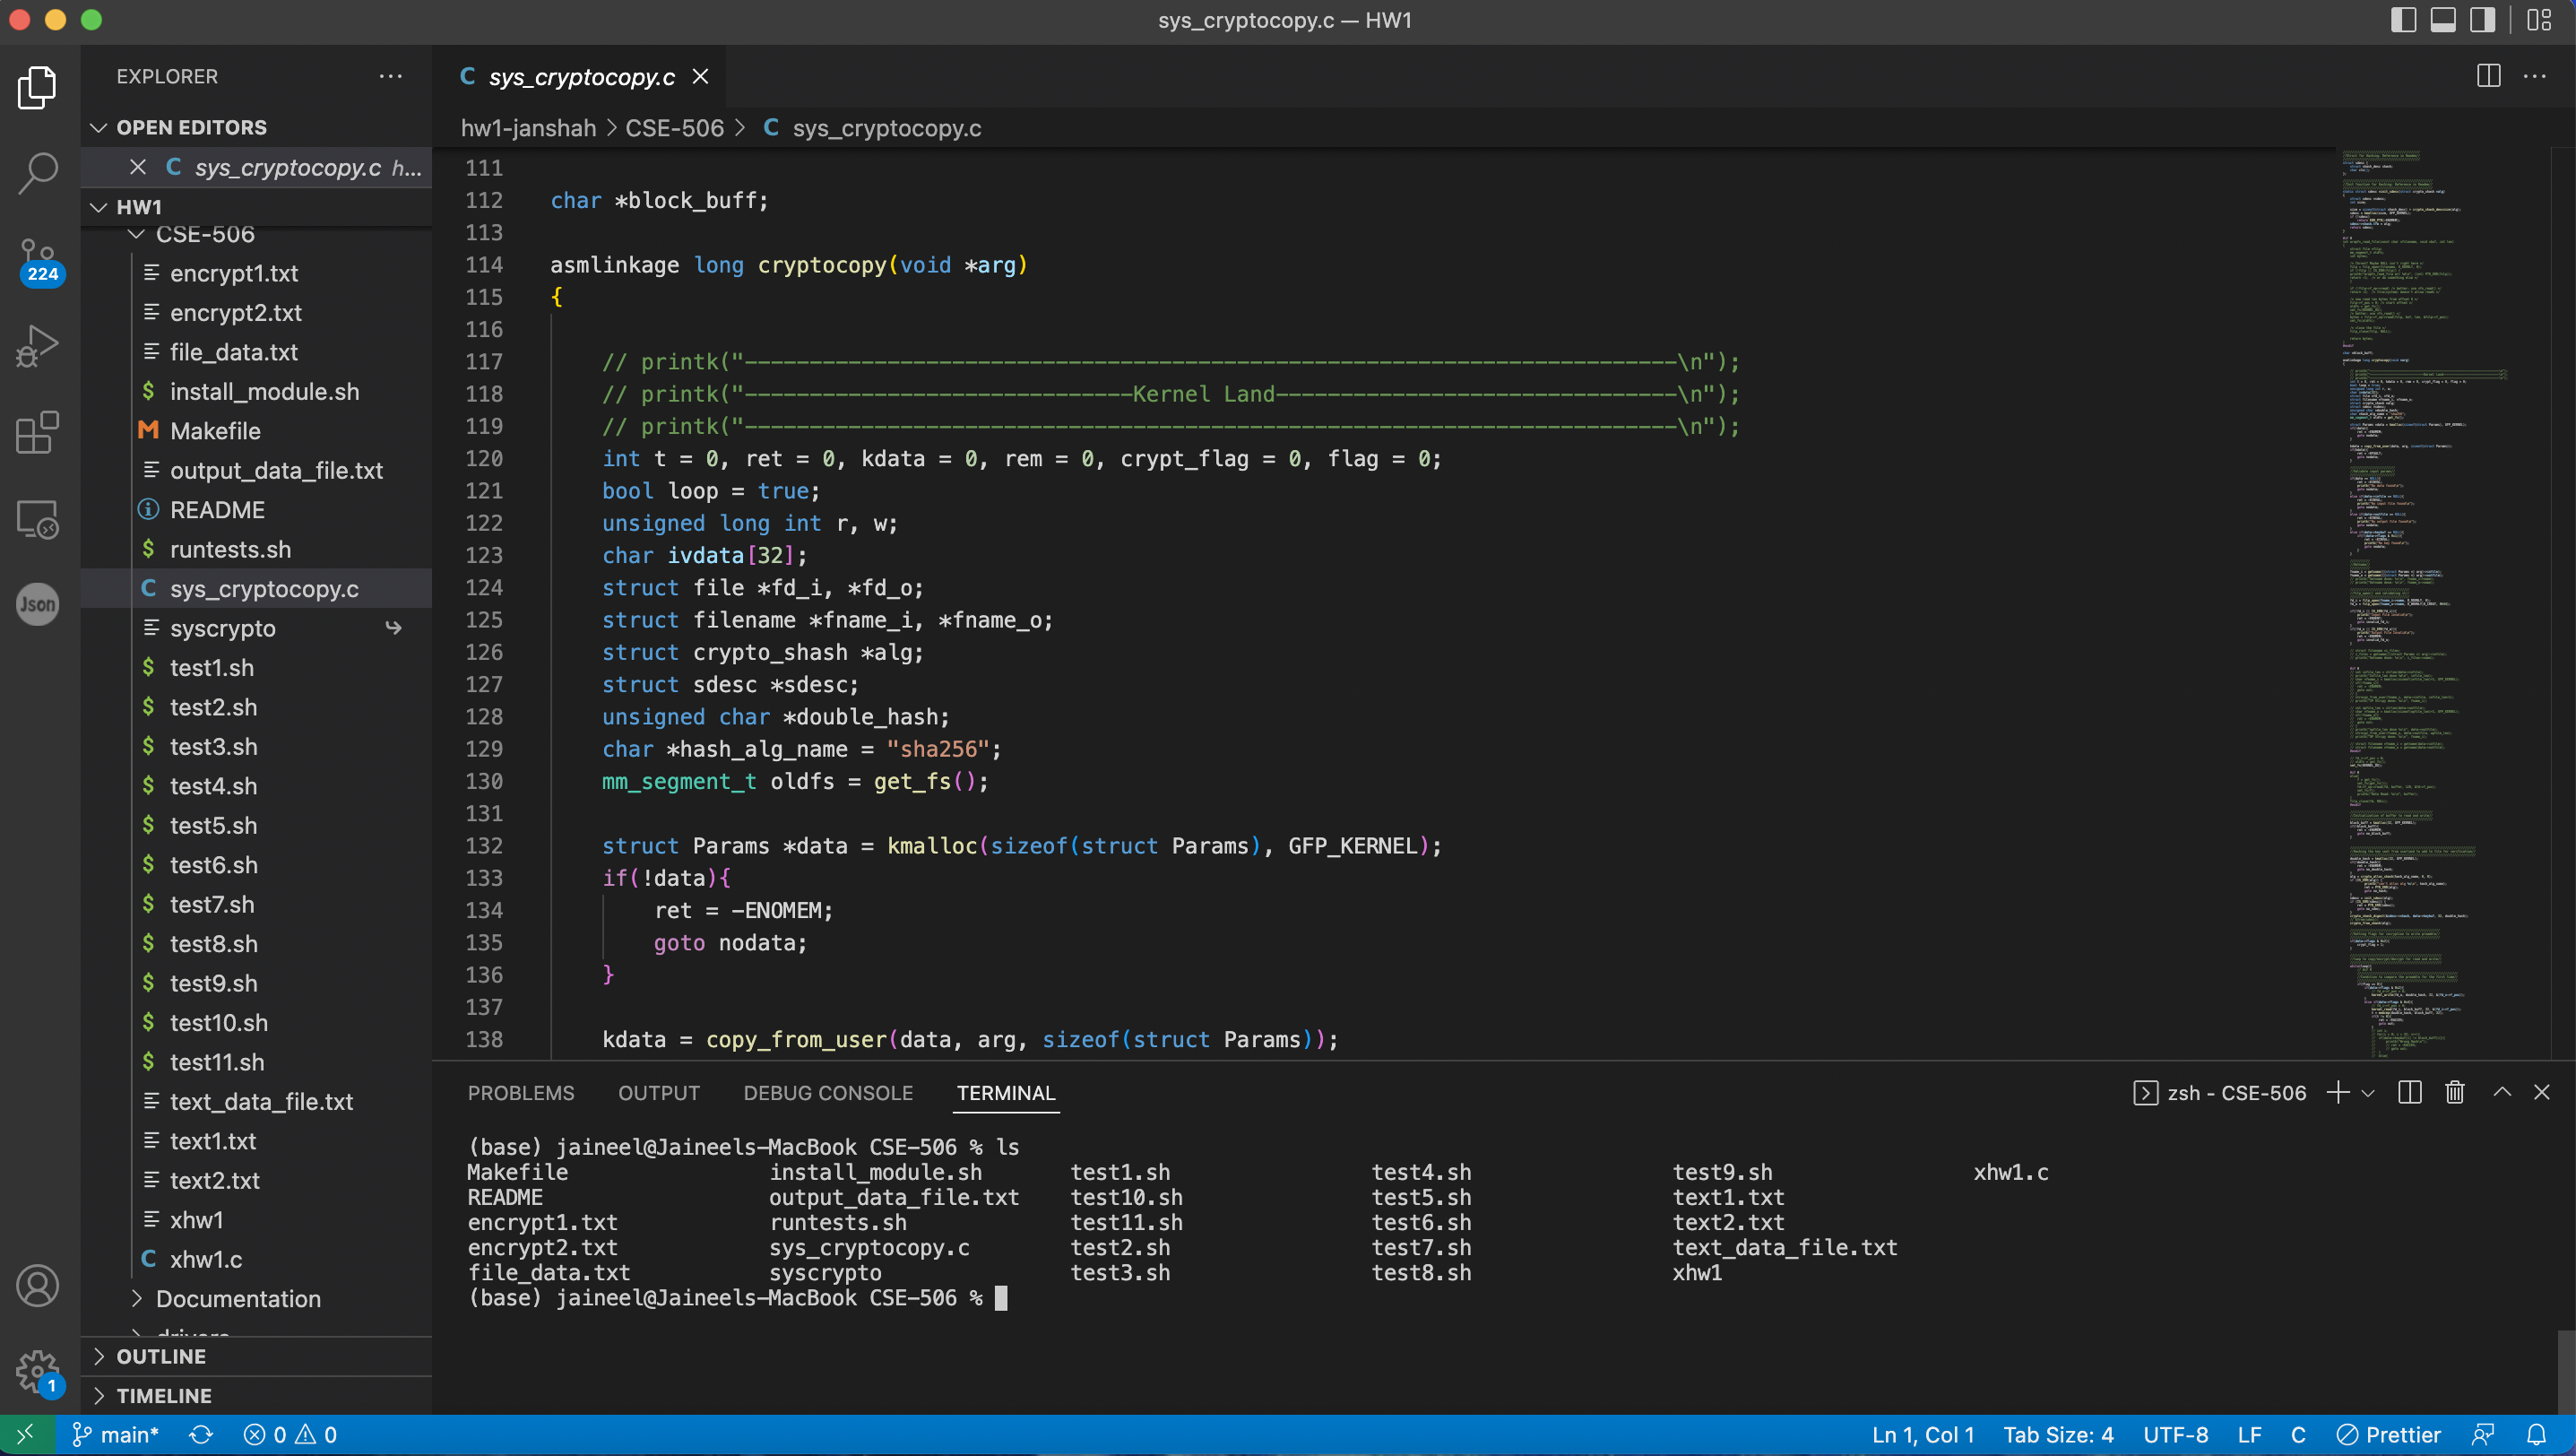 sys_cryptocopy.c — HW1
EXPLORER
OPEN EDITORS
sys_cryptocopy.c h...
HW1
CSE-506
encrypt1.txt
encrypt2.txt
file_data.txt
install_module.sh
Makefile
output_data_file.txt
README
runtests.sh
sys_cryptocopy.c
syscrypto
test1.sh
test2.sh
test3.sh
test4.sh
test5.sh
test6.sh
test7.sh
test8.sh
test9.sh
test10.sh
test11.sh
text_data_file.txt
text1.txt
text2.txt
xhw1
xhw1.c
Documentation
drivers
OUTLINE
TIMELINE
224
Json
1
sys_cryptocopy.c
hw1-janshah > CSE-506 > C sys_cryptocopy.c
111
112 char *block_buff;
113
114 asmlinkage long cryptocopy(void *arg)
115 {
116
117 // printk("------------------------------------------------------------------------\n");
118 // printk("------------------------------Kernel Land-------------------------------\n");
119 // printk("------------------------------------------------------------------------\n");
120 int t = 0, ret = 0, kdata = 0, rem = 0, crypt_flag = 0, flag = 0;
121 bool loop = true;
122 unsigned long int r, w;
123 char ivdata[32];
124 struct file *fd_i, *fd_o;
125 struct filename *fname_i, *fname_o;
126 struct crypto_shash *alg;
127 struct sdesc *sdesc;
128 unsigned char *double_hash;
129 char *hash_alg_name = "sha256";
130 mm_segment_t oldfs = get_fs();
131
132 struct Params *data = kmalloc(sizeof(struct Params), GFP_KERNEL);
133 if(!data){
134 ret = -ENOMEM;
135 goto nodata;
136 }
137
138 kdata = copy_from_user(data, arg, sizeof(struct Params));
PROBLEMS OUTPUT DEBUG CONSOLE TERMINAL
zsh - CSE-506
(base) jaineel@Jaineels-MacBook CSE-506 % ls
Makefile install_module.sh test1.sh test4.sh test9.sh xhw1.c
README output_data_file.txt test10.sh test5.sh text1.txt
encrypt1.txt runtests.sh test11.sh test6.sh text2.txt
encrypt2.txt sys_cryptocopy.c test2.sh test7.sh text_data_file.txt
file_data.txt syscrypto test3.sh test8.sh xhw1
(base) jaineel@Jaineels-MacBook CSE-506 %
main* 0 0 Ln 1, Col 1 Tab Size: 4 UTF-8 LF C Prettier